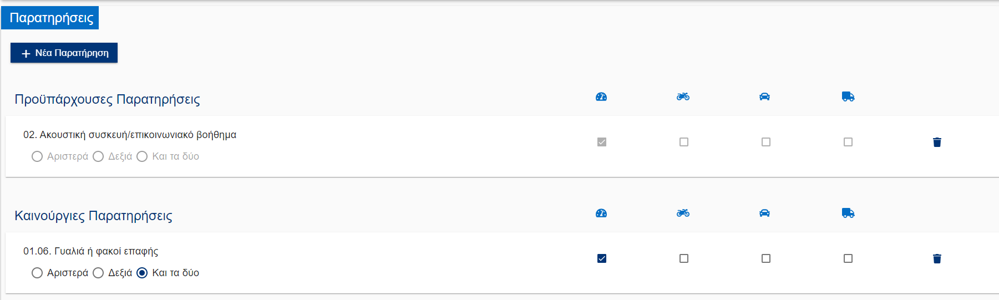 Παρατηρήσεις
+ Νέα Παρατήρηση
Προϋπάρχουσες Παρατηρήσεις
02. Ακουστική συσκευή/επικοινωνιακό βοήθημα
Αριστερά Δεξιά Και τα δύο
Καινούργιες Παρατηρήσεις
01.06. Γυαλιά ή φακοί επαφής
Αριστερά Δεξιά Και τα δύο